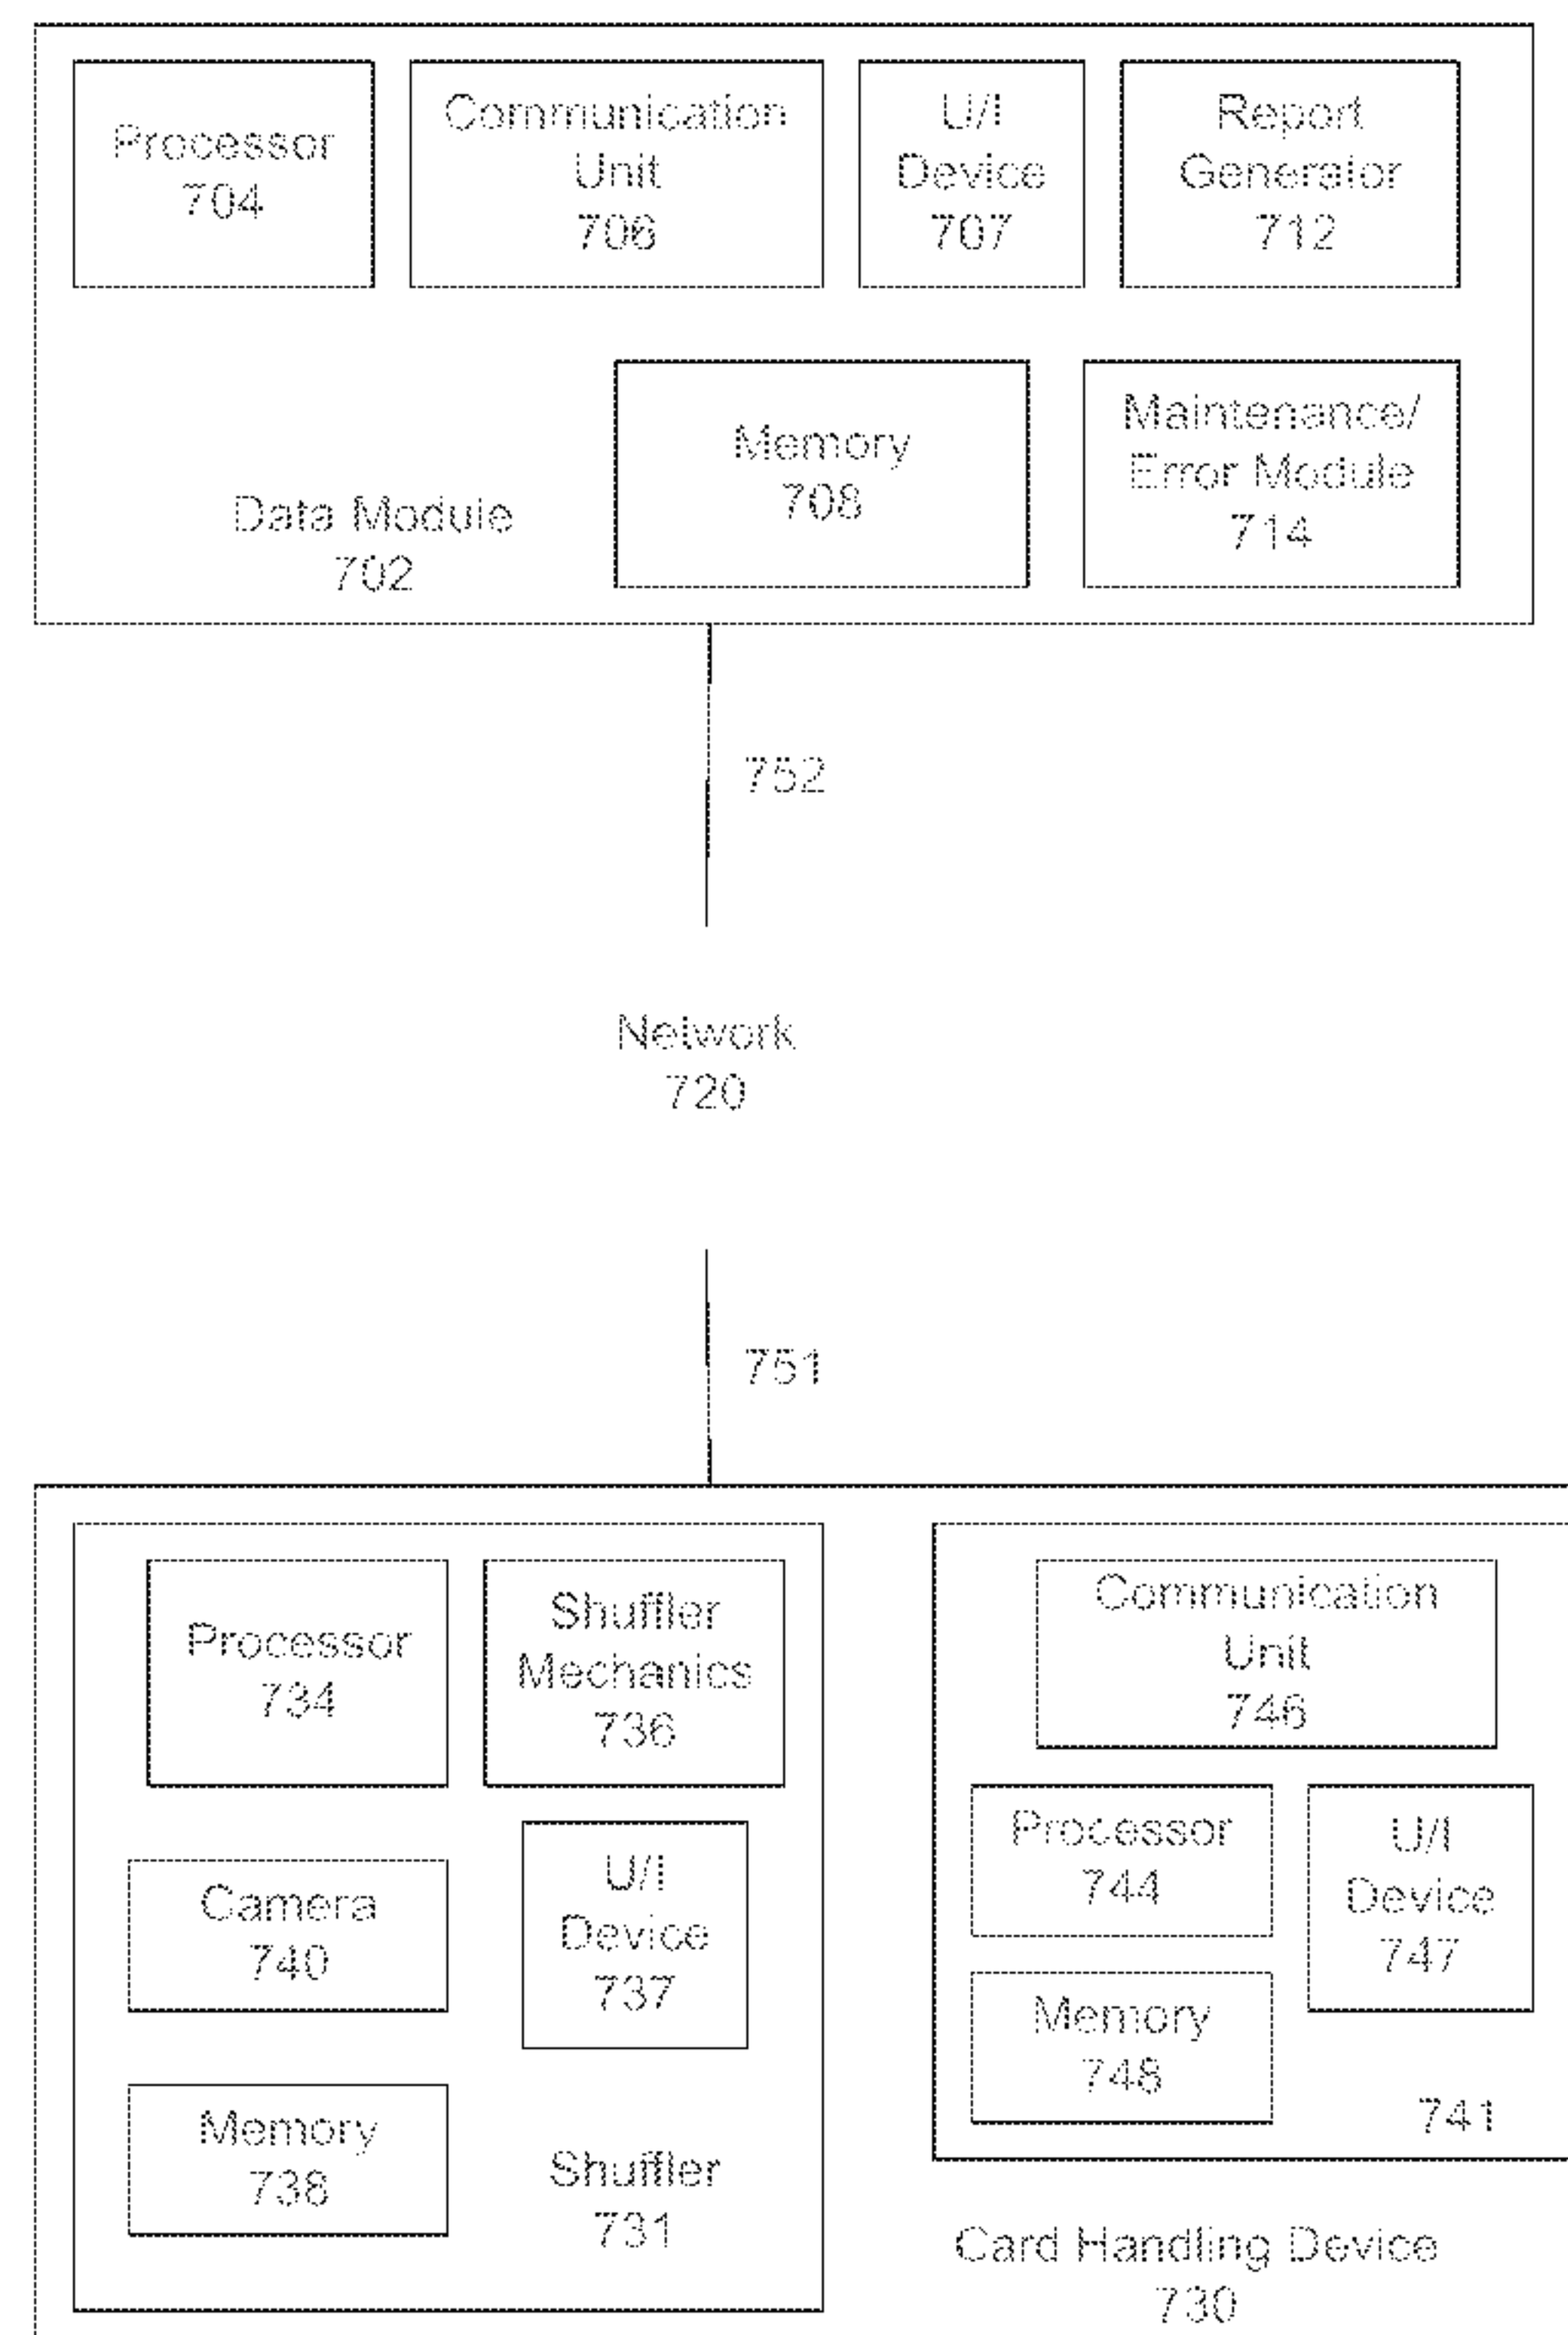 Processor
704
Communication
Unit
706
U/I
Device
707
Report
Generator
712
Memory
708
Maintenance/
Error Module
714
Data Module
702
752
Network
720
751
Processor
734
Shuffler
Mechanics
736
Camera
740
U/I
Device
737
Memory
738
Shuffler
731
Communication
Unit
746
Processor
744
U/I
Device
747
Memory
748
741
Card Handling Device
730